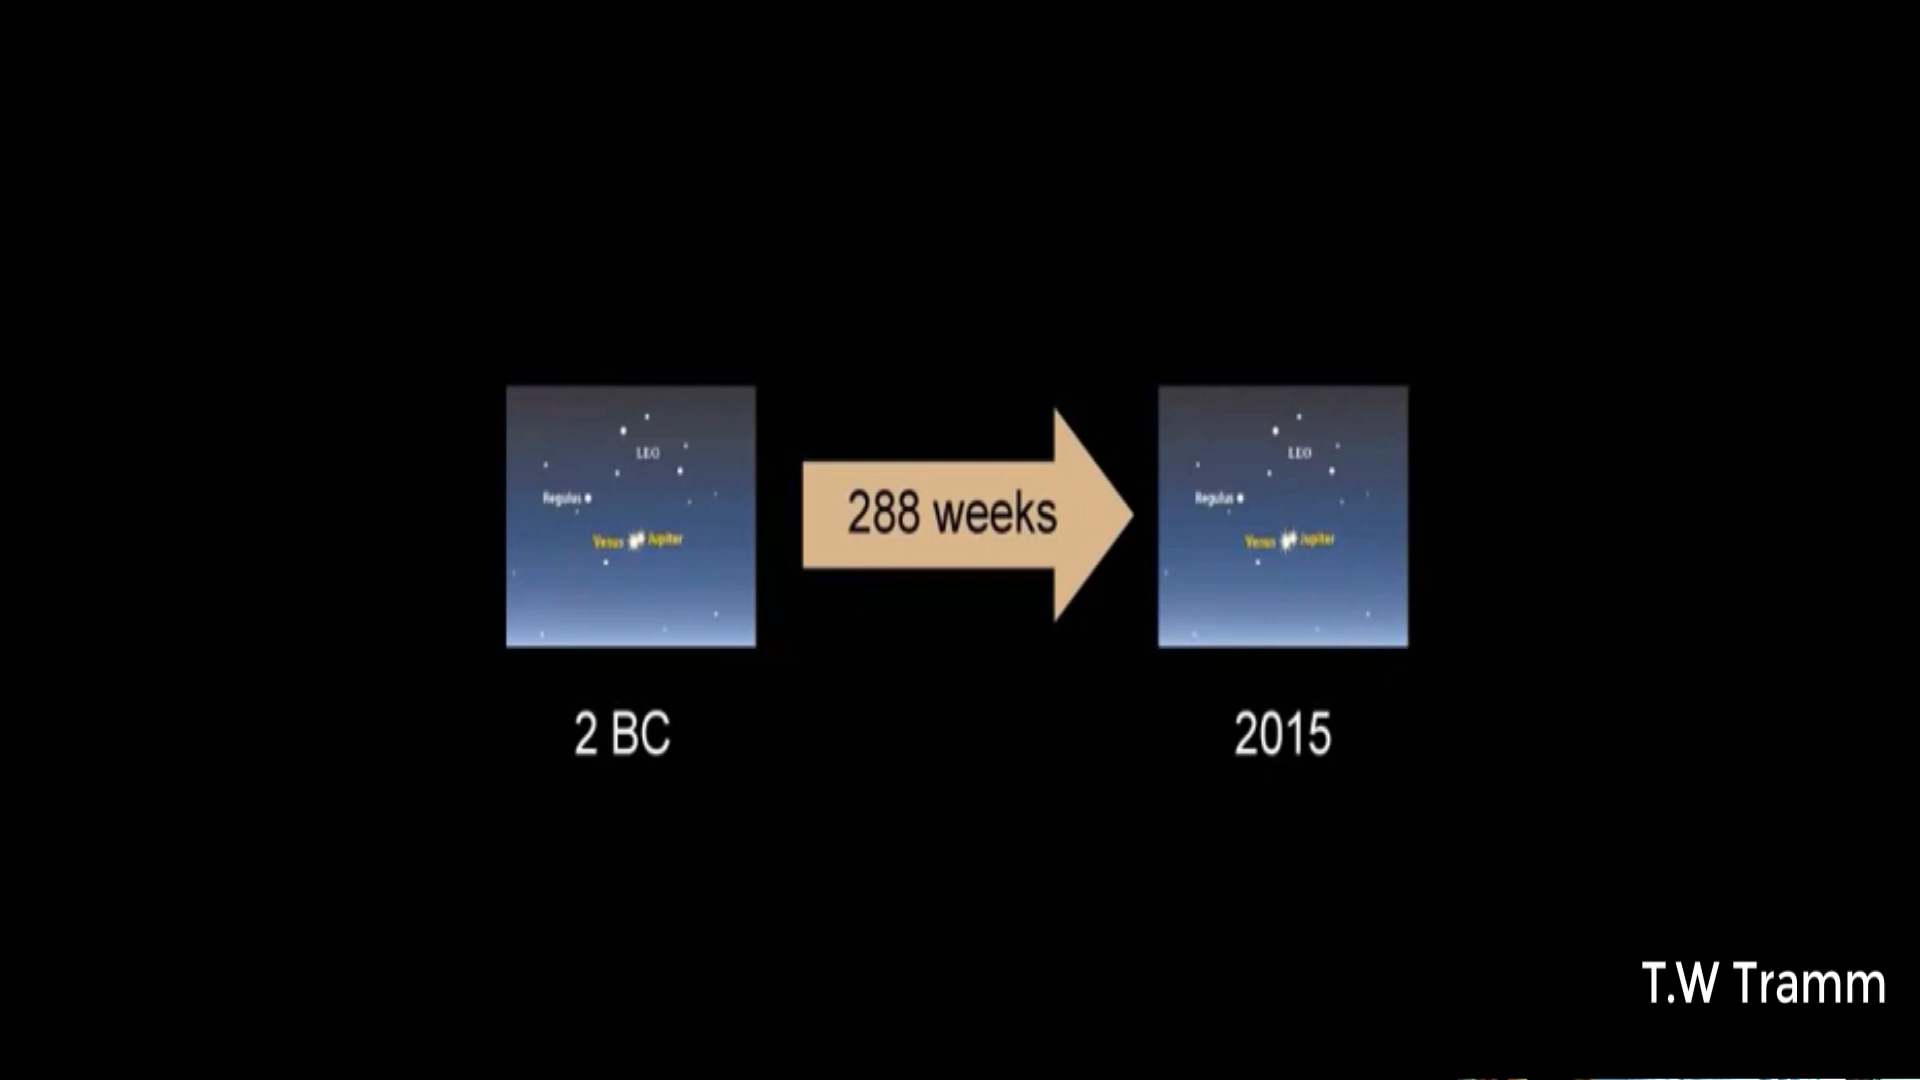 LEO
Regulus
Venus Jupiter
288 weeks
LEO
Regulus
Venus Jupiter
2 BC
2015
T.W Tramm